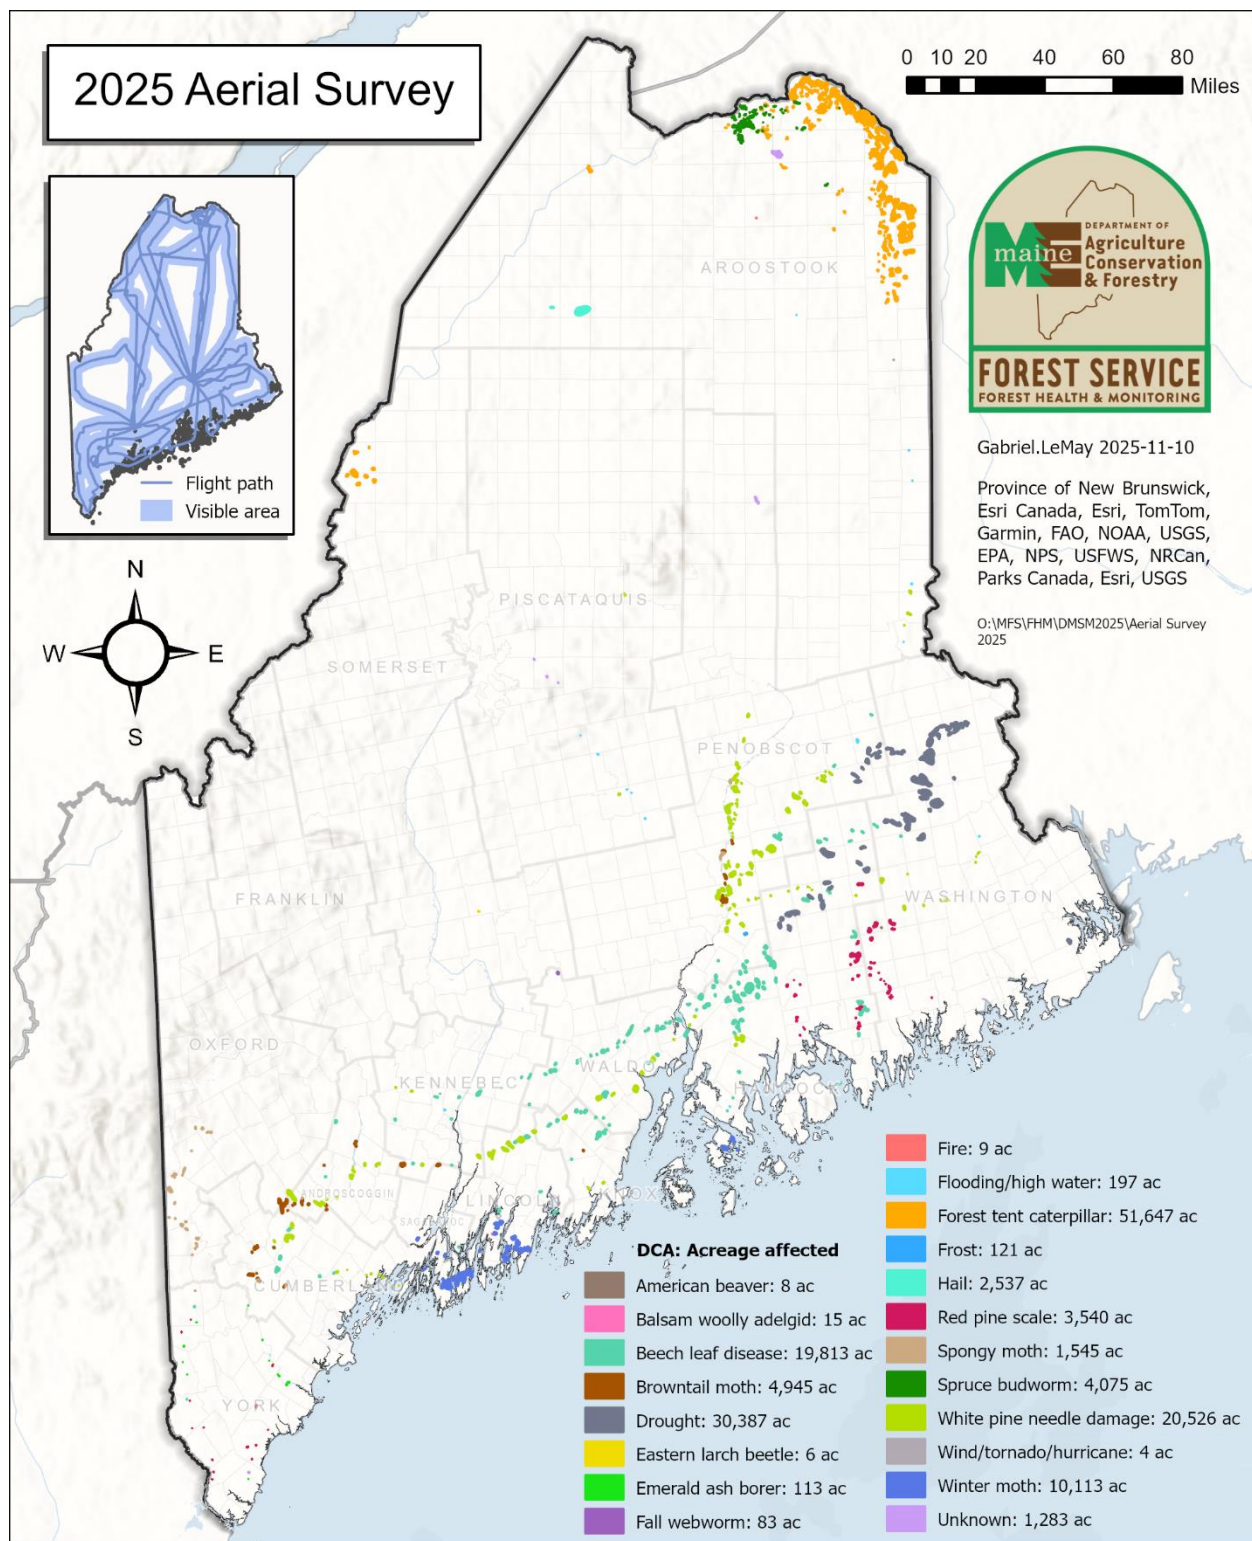 2025 Aerial Survey
0 10 20 40 60 80
Miles
Flight path
Visible area
N
W
E
S
maine
DEPARTMENT OF
Agriculture
Conservation
& Forestry
FOREST SERVICE
FOREST HEALTH & MONITORING
Gabriel.LeMay 2025-11-10
Province of New Brunswick,
Esri Canada, Esri, TomTom,
Garmin, FAO, NOAA, USGS,
EPA, NPS, USFWS, NRCan,
Parks Canada, Esri, USGS
O:\MFS\FHM\DMSM2025\Aerial Survey
2025
AROOSTOOK
PISCATAQUIS
SOMERSET
PENOBSCOT
FRANKLIN
WASHINGTON
OXFORD
KENNEBEC
WALDO
HANCOCK
ANDROSCOGGIN
LINCOLN
KNOX
SAGADAHOC
CUMBERLAND
YORK
DCA: Acreage affected
American beaver: 8 ac
Balsam woolly adelgid: 15 ac
Beech leaf disease: 19,813 ac
Browntail moth: 4,945 ac
Drought: 30,387 ac
Eastern larch beetle: 6 ac
Emerald ash borer: 113 ac
Fall webworm: 83 ac
Fire: 9 ac
Flooding/high water: 197 ac
Forest tent caterpillar: 51,647 ac
Frost: 121 ac
Hail: 2,537 ac
Red pine scale: 3,540 ac
Spongy moth: 1,545 ac
Spruce budworm: 4,075 ac
White pine needle damage: 20,526 ac
Wind/tornado/hurricane: 4 ac
Winter moth: 10,113 ac
Unknown: 1,283 ac